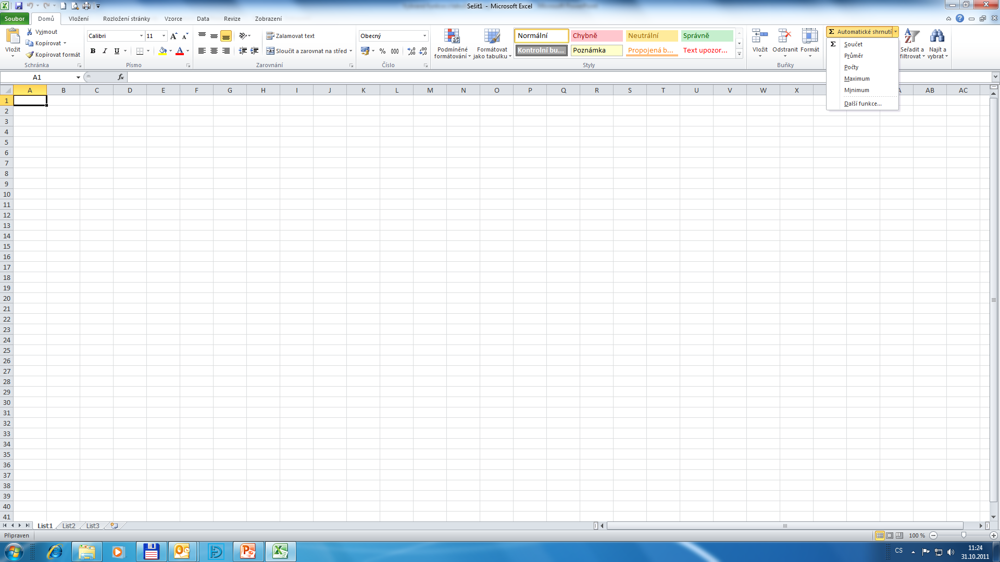 Sešit1 - Microsoft Excel
Soubor Domů Vložení Rozložení stránky Vzorce Data Revize Zobrazení
Vložit
Vyjmout
Kopírovat
Kopírovat formát
Schránka
Calibri 11
B I U
Písmo
Zalamovat text
Sloučit a zarovnat na střed
Zarovnání
Obecný
% 000
Číslo
Podmíněné formátování
Formátovat jako tabulku
Normální Chybně Neutrální Správně
Kontrolní bu... Poznámka Propojená b... Text upozor...
Styly
Vložit Odstranit Formát
Buňky
Σ Automatické shrnutí
Σ Součet
Průměr
Počty
Maximum
Minimum
Další funkce...
Seřadit a filtrovat
Najít a vybrat
A1 fx
A B C D E F G H I J K L M N O P Q R S T U V W X AB AC
1
2
3
4
5
6
7
8
9
10
11
12
13
14
15
16
17
18
19
20
21
22
23
24
25
26
27
28
29
30
31
32
33
34
35
36
37
38
39
40
41
List1 List2 List3
Připraven 100 %
CS 11:24
31.10.2011